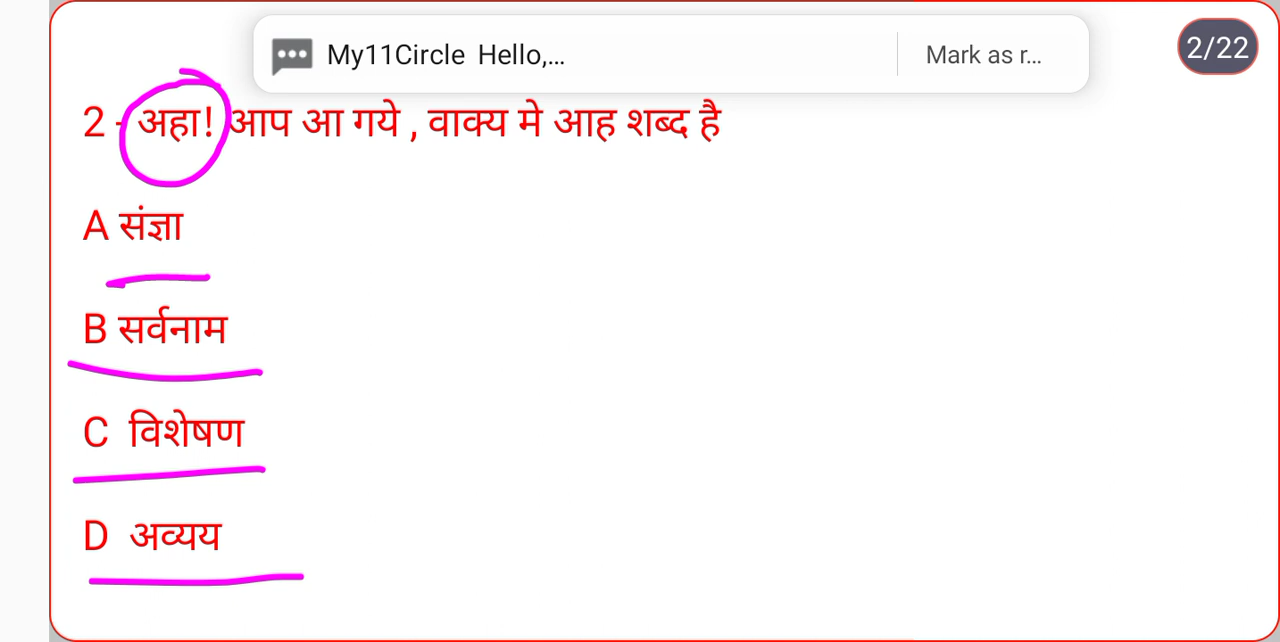 My11Circle Hello,...
Mark as r...
2/22
2 - अहा! आप आ गये , वाक्य मे आह शब्द है
A संज्ञा
B सर्वनाम
C विशेषण
D अव्यय